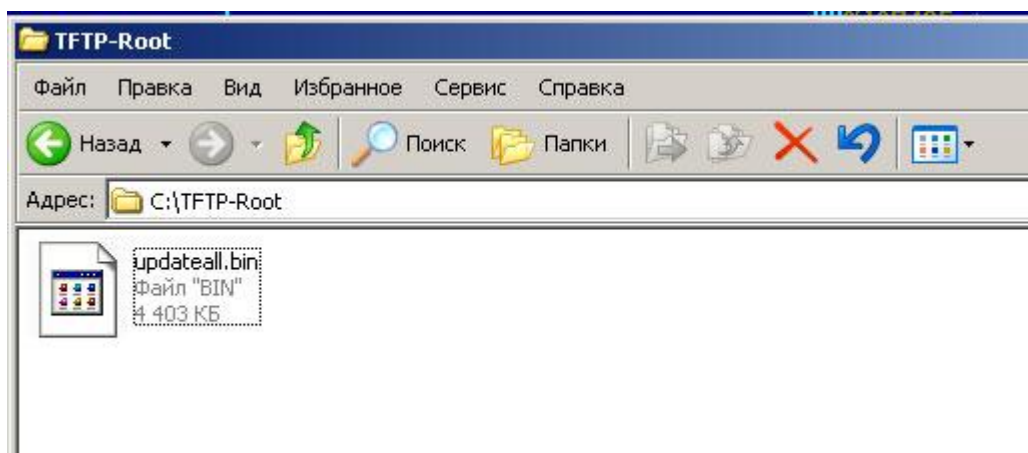 TFTP-Root
Файл Правка Вид Избранное Сервис Справка
Назад Поиск Папки
Адрес: C:\TFTP-Root
updateall.bin
Файл "BIN"
4 403 КБ